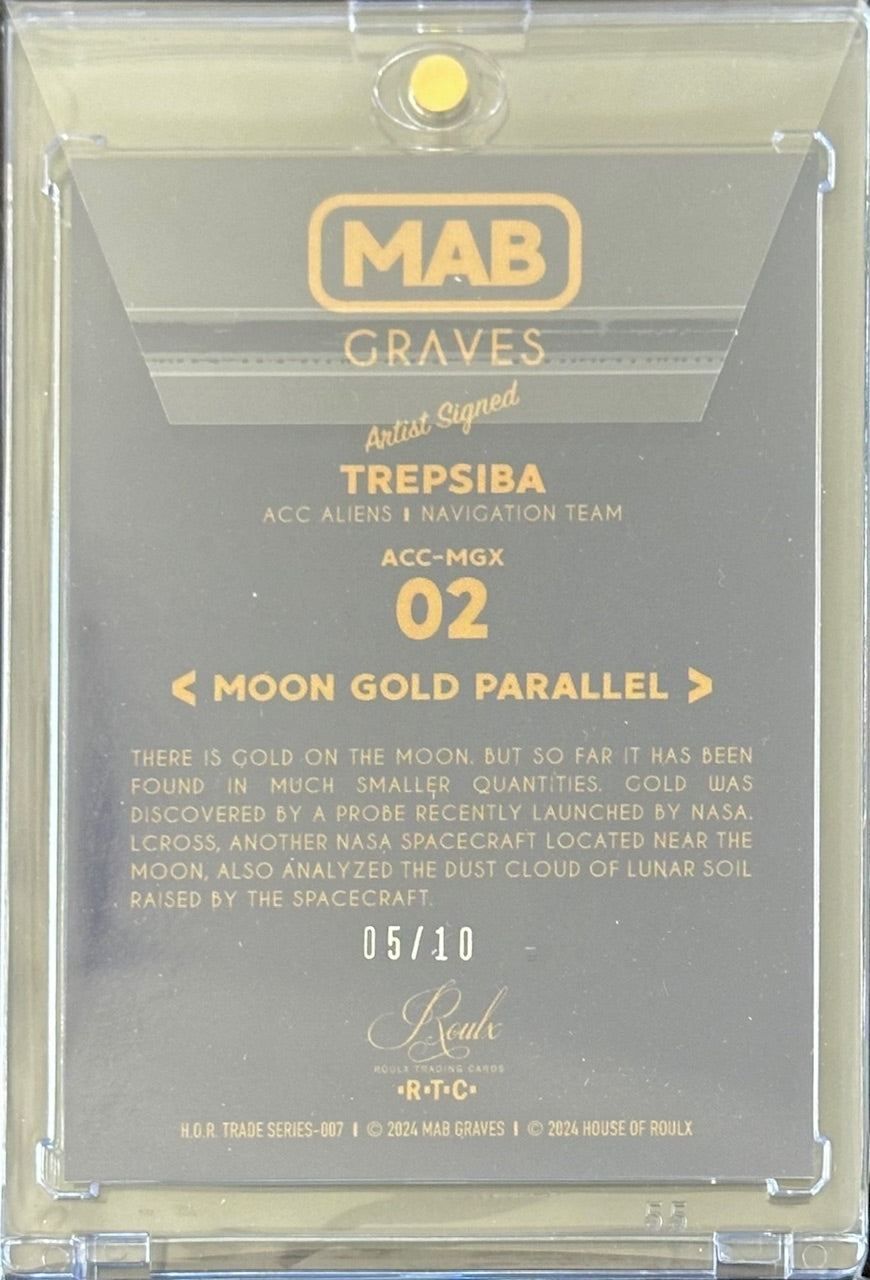 MAB
GRAVES
Artist Signed
TREPSIBA
ACC ALIENS | NAVIGATION TEAM
ACC-MGX
02
< MOON GOLD PARALLEL >
THERE IS GOLD ON THE MOON. BUT SO FAR IT HAS BEEN
FOUND IN MUCH SMALLER QUANTITIES. GOLD WAS
DISCOVERED BY A PROBE RECENTLY LAUNCHED BY NASA.
LCROSS, ANOTHER NASA SPACECRAFT LOCATED NEAR THE
MOON, ALSO ANALYZED THE DUST CLOUD OF LUNAR SOIL
RAISED BY THE SPACECRAFT.
05/10
Roulx
ROULX TRADING CARDS
·R·T·C·
H.O.R. TRADE SERIES-007 | © 2024 MAB GRAVES | © 2024 HOUSE OF ROULX
55